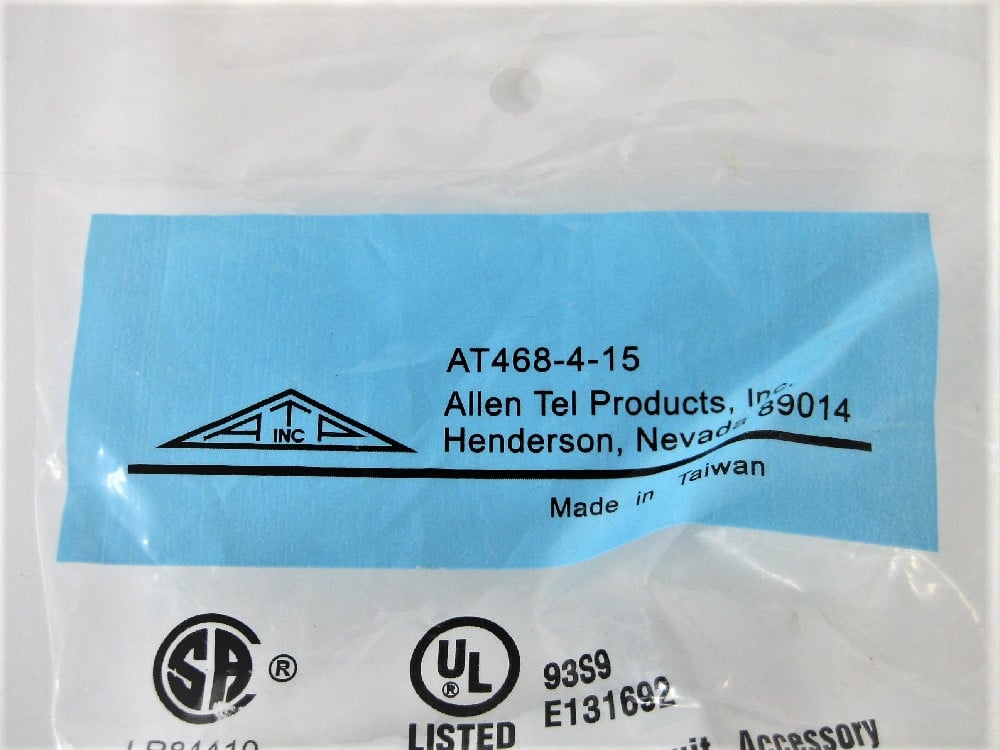 AT468-4-15
Allen Tel Products, Inc.
Henderson, Nevada 89014
ATP
INC
Made in Taiwan
SA ®
UL ®
LISTED
93S9
E131692
Accessory